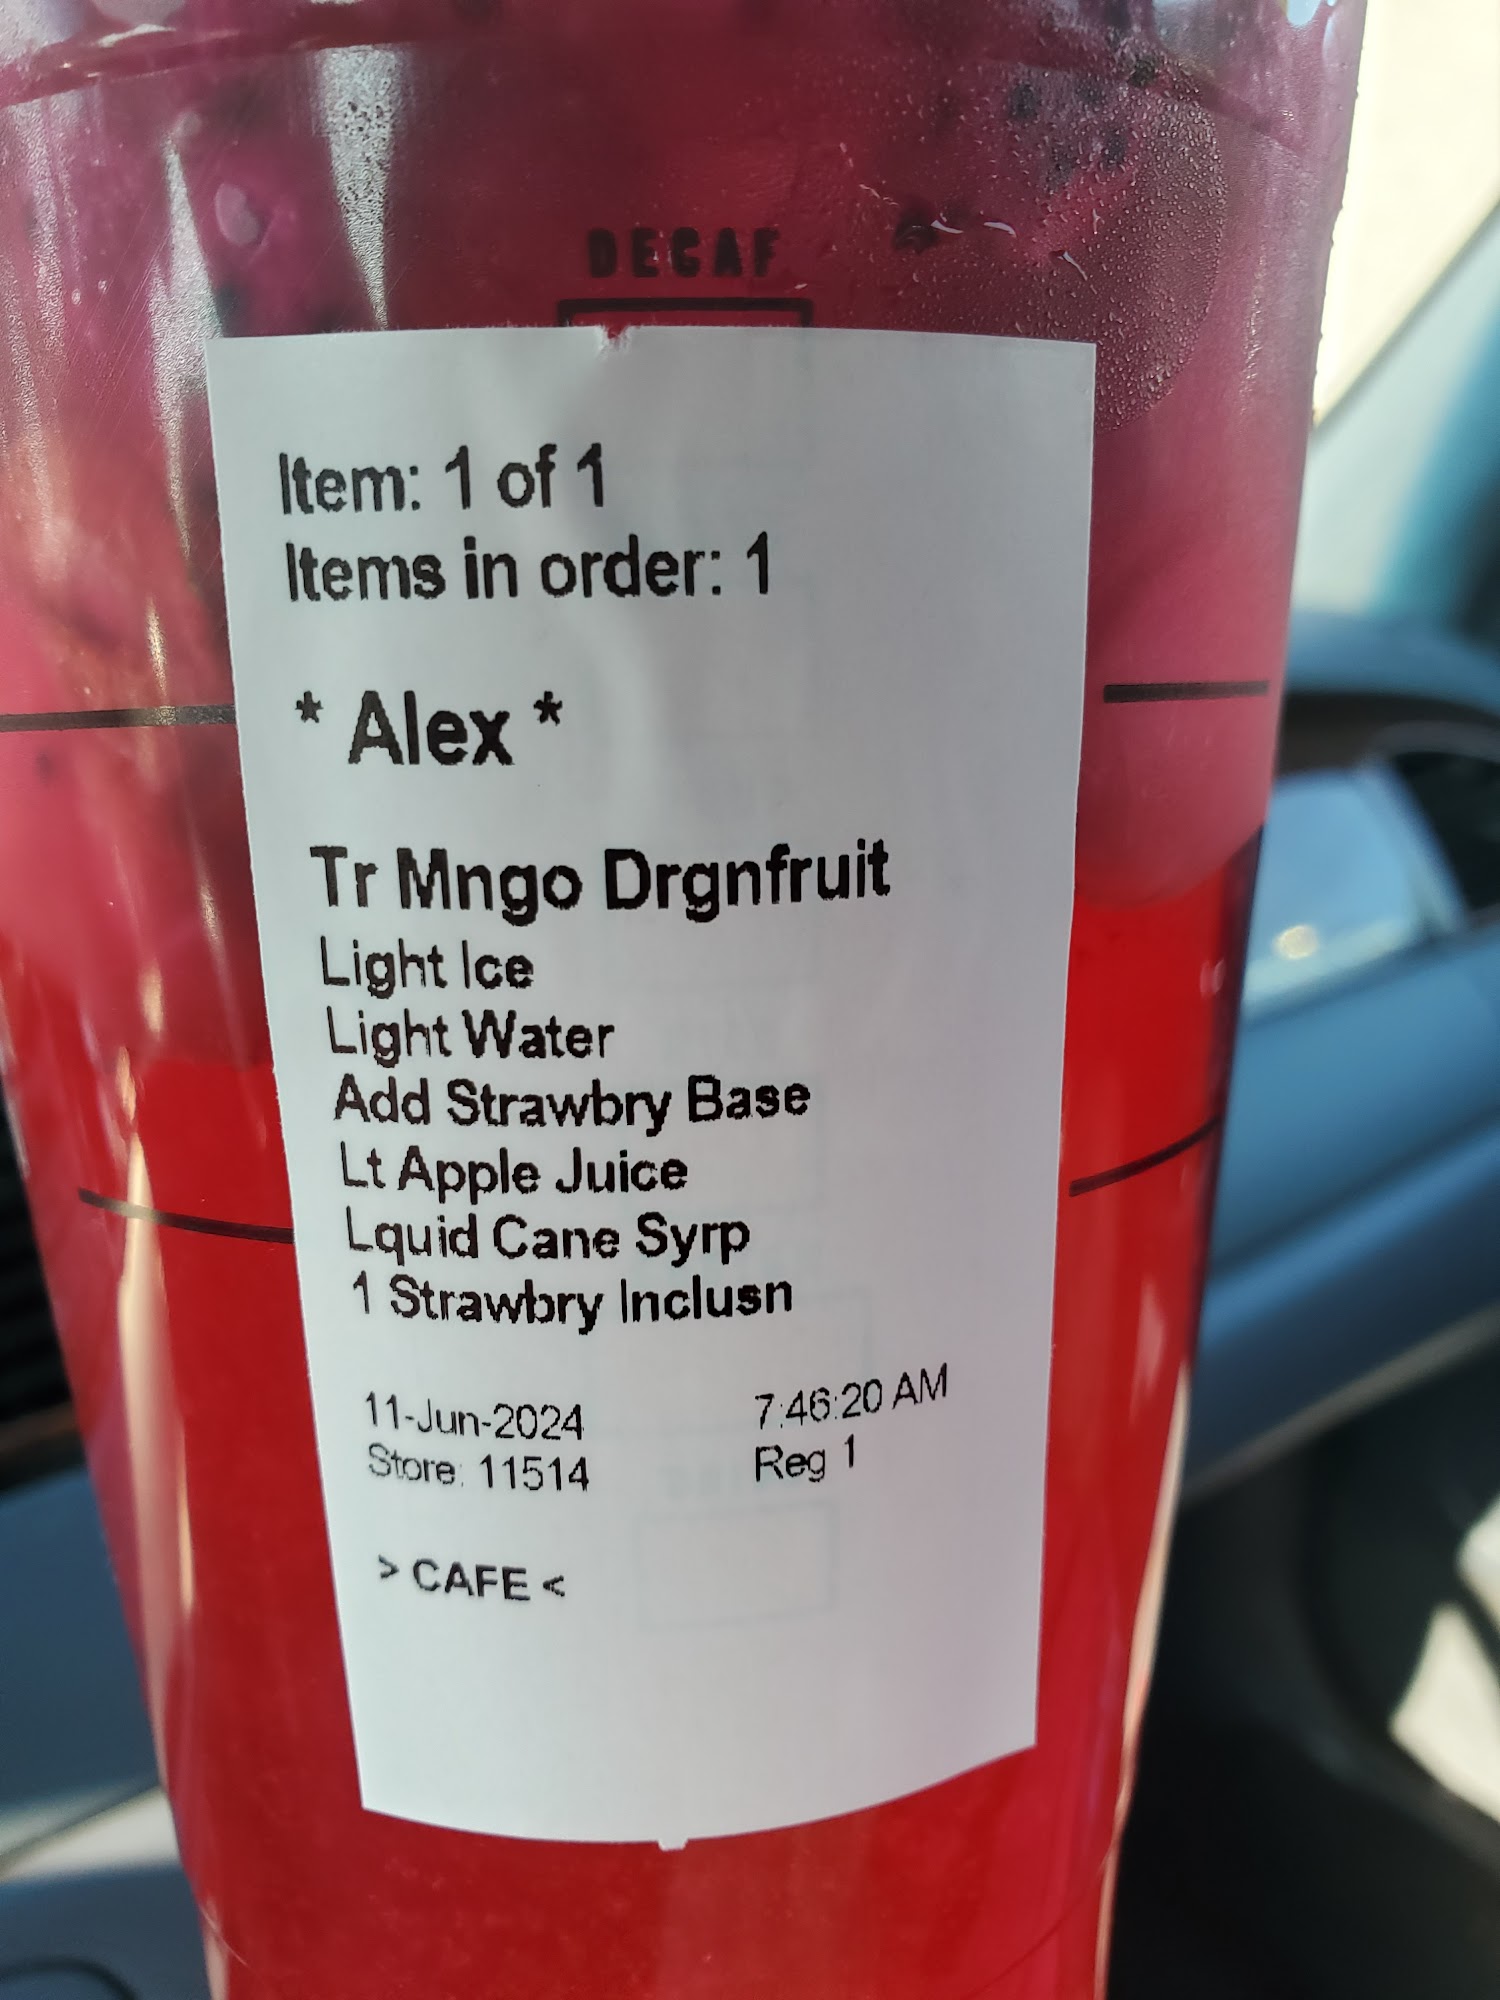 DECAF
Item: 1 of 1
Items in order: 1
* Alex *
Tr Mngo Drgnfruit
Light Ice
Light Water
Add Strawbry Base
Lt Apple Juice
Lquid Cane Syrp
1 Strawbry Inclusn
11-Jun-2024 7:46:20 AM
Store: 11514 Reg 1
> CAFE <